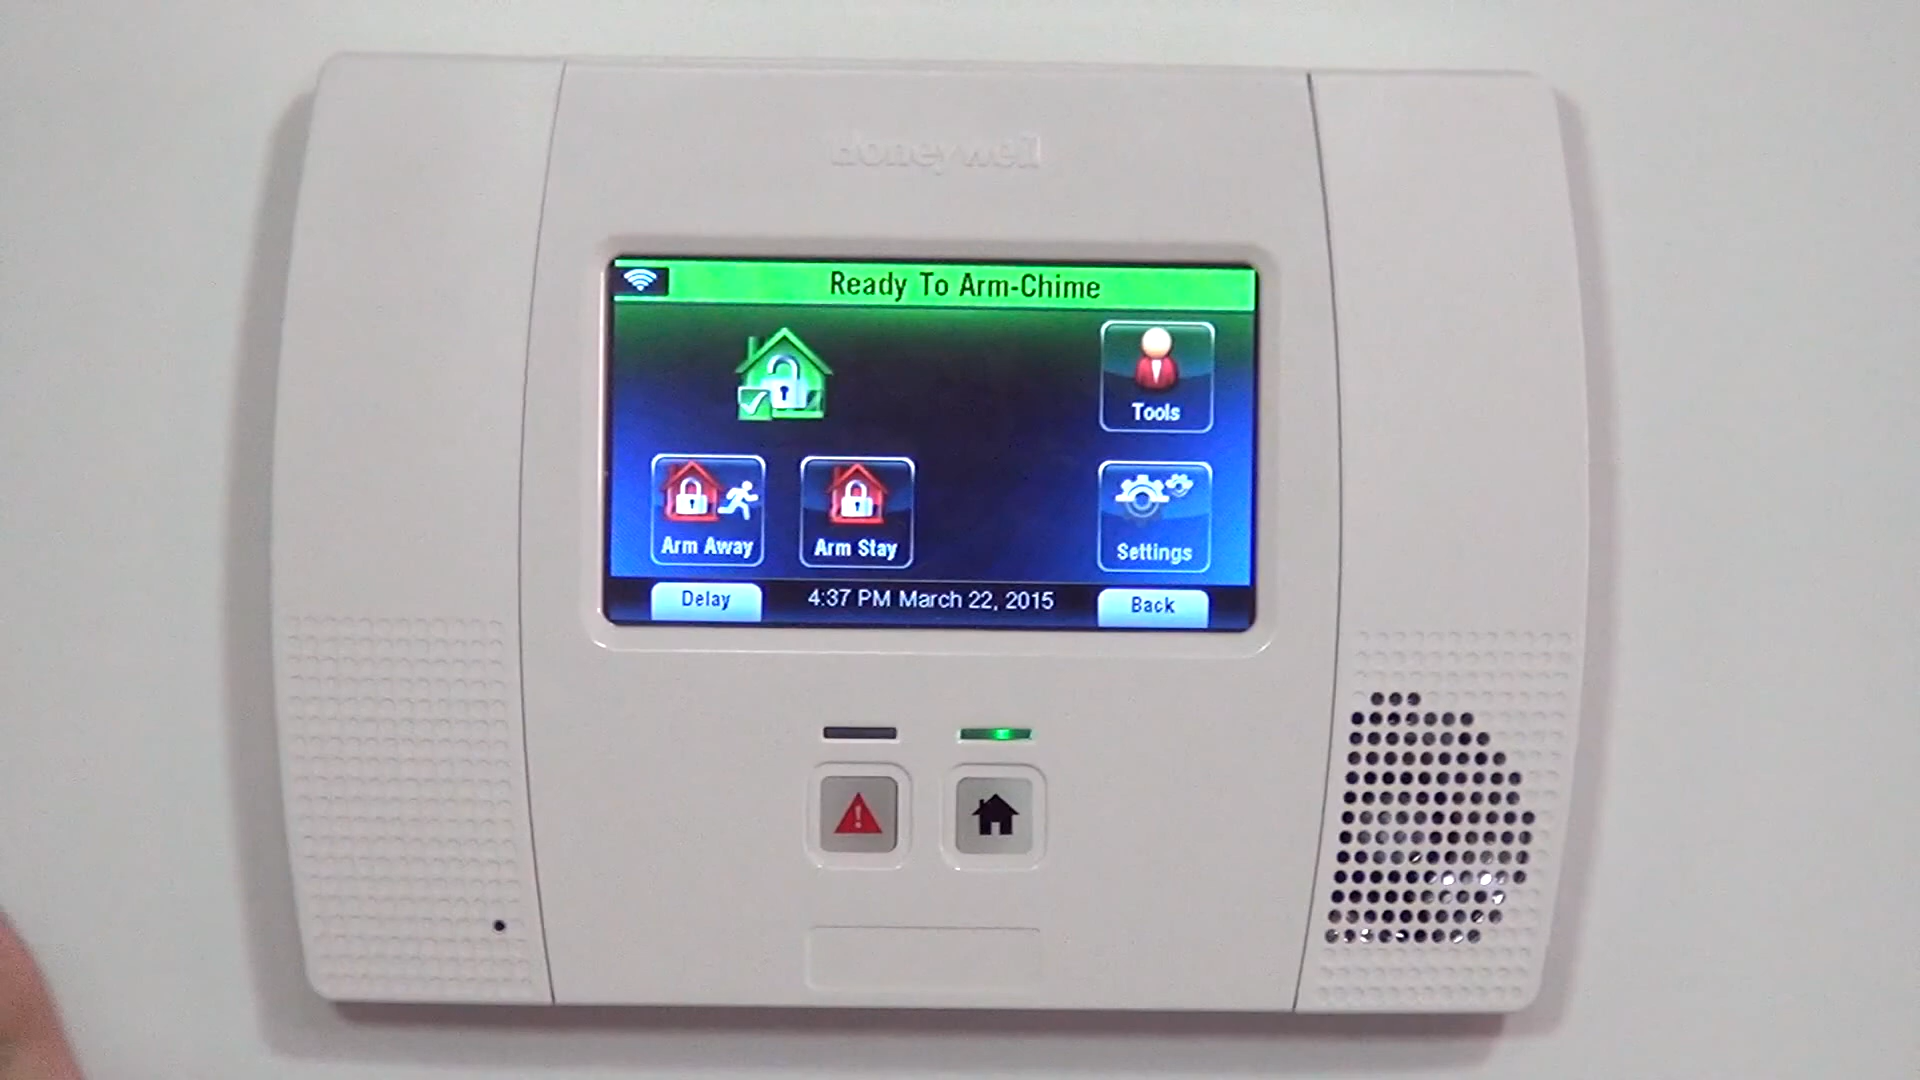 Honeywell
Ready To Arm-Chime
Tools
Arm Away
Arm Stay
Settings
Delay
4:37 PM March 22, 2015
Back